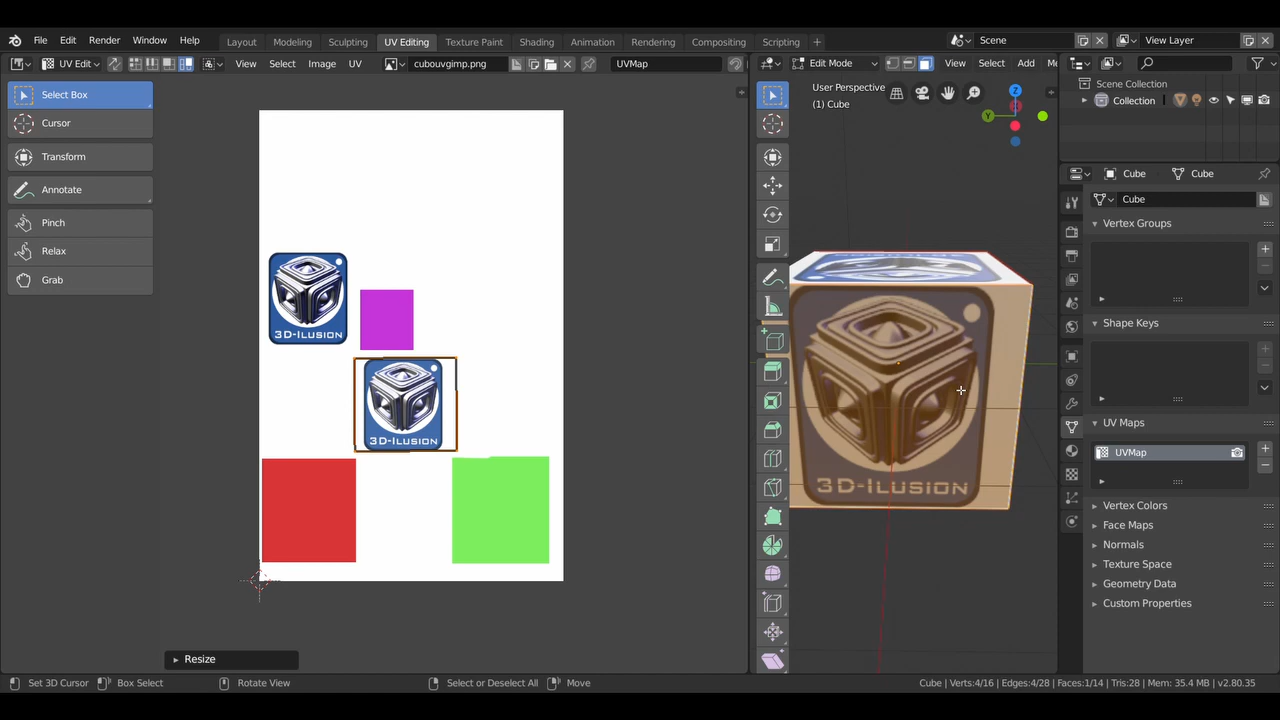 File Edit Render Window Help Layout Modeling Sculpting UV Editing Texture Paint Shading Animation Rendering Compositing Scripting + Scene View Layer
UV Edit View Select Image UV cubouvgimp.png UVMap Edit Mode View Select Add Me
Select Box
Cursor
Transform
Annotate
Pinch
Relax
Grab
User Perspective
(1) Cube
Z
Y
Scene Collection
Collection
Cube Cube
Cube
Vertex Groups
Shape Keys
UV Maps
UVMap
Vertex Colors
Face Maps
Normals
Texture Space
Geometry Data
Custom Properties
3D-ILUSION
3D-ILUSION
3D-ILUSION
Resize
Set 3D Cursor Box Select Rotate View Select or Deselect All Move Cube | Verts:4/16 | Edges:4/28 | Faces:1/14 | Tris:28 | Mem: 35.4 MB | v2.80.35